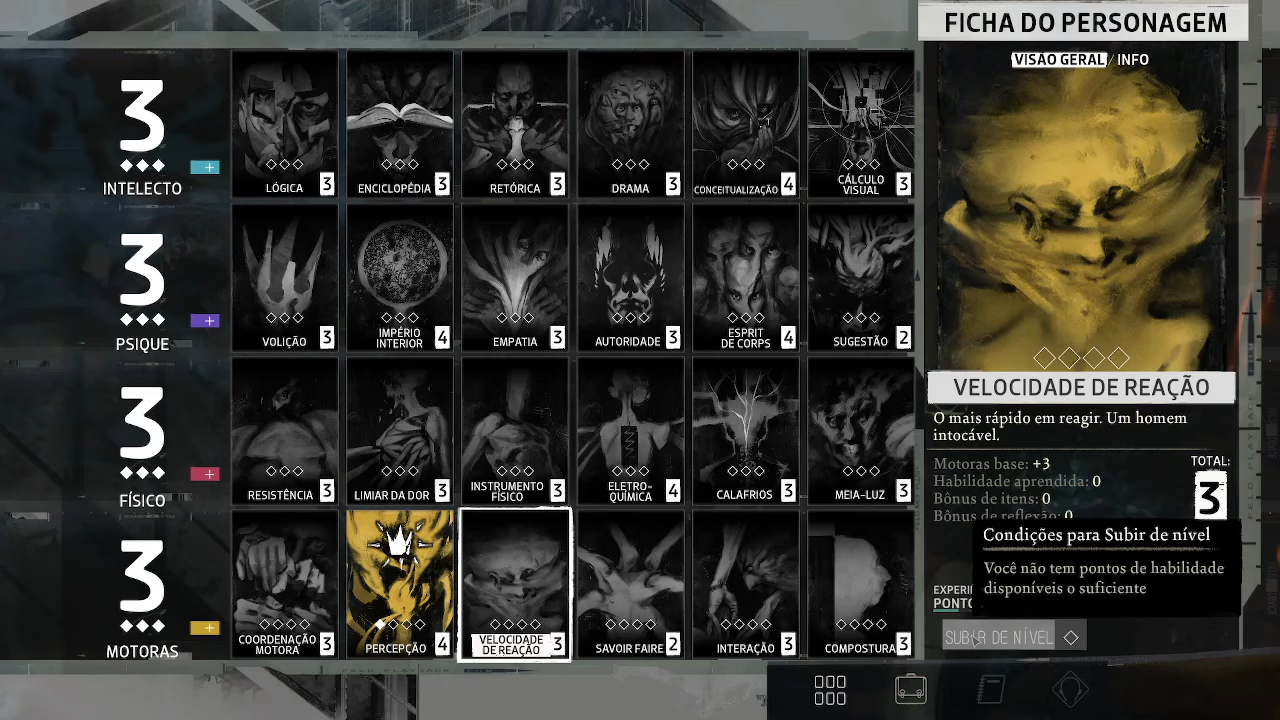 FICHA DO PERSONAGEM
VISÃO GERAL / INFO
3
INTELECTO
+
LÓGICA 3
ENCICLOPÉDIA 3
RETÓRICA 3
DRAMA 3
CONCEITUALIZAÇÃO 4
CÁLCULO
VISUAL 3
3
PSIQUE
+
VOLIÇÃO 3
IMPÉRIO
INTERIOR 4
EMPATIA 3
AUTORIDADE 3
ESPRIT
DE CORPS 4
SUGESTÃO 2
3
FÍSICO
+
RESISTÊNCIA 3
LIMIAR DA DOR 3
INSTRUMENTO
FÍSICO 3
ELETRO-
QUÍMICA 4
CALAFRIOS 3
MEIA-LUZ 3
3
MOTORAS
+
COORDENAÇÃO
MOTORA 3
PERCEPÇÃO 4
VELOCIDADE
DE REAÇÃO 3
SAVOIR FAIRE 2
INTERAÇÃO 3
COMPOSTURA 3
VELOCIDADE DE REAÇÃO
O mais rápido em reagir. Um homem
intocável.
Motoras base: +3
Habilidade aprendida: 0
Bônus de itens: 0
Bônus de reflexão: 0
TOTAL:
3
Condições para Subir de nível
Você não tem pontos de habilidade
disponíveis o suficiente
SUBIR DE NÍVEL